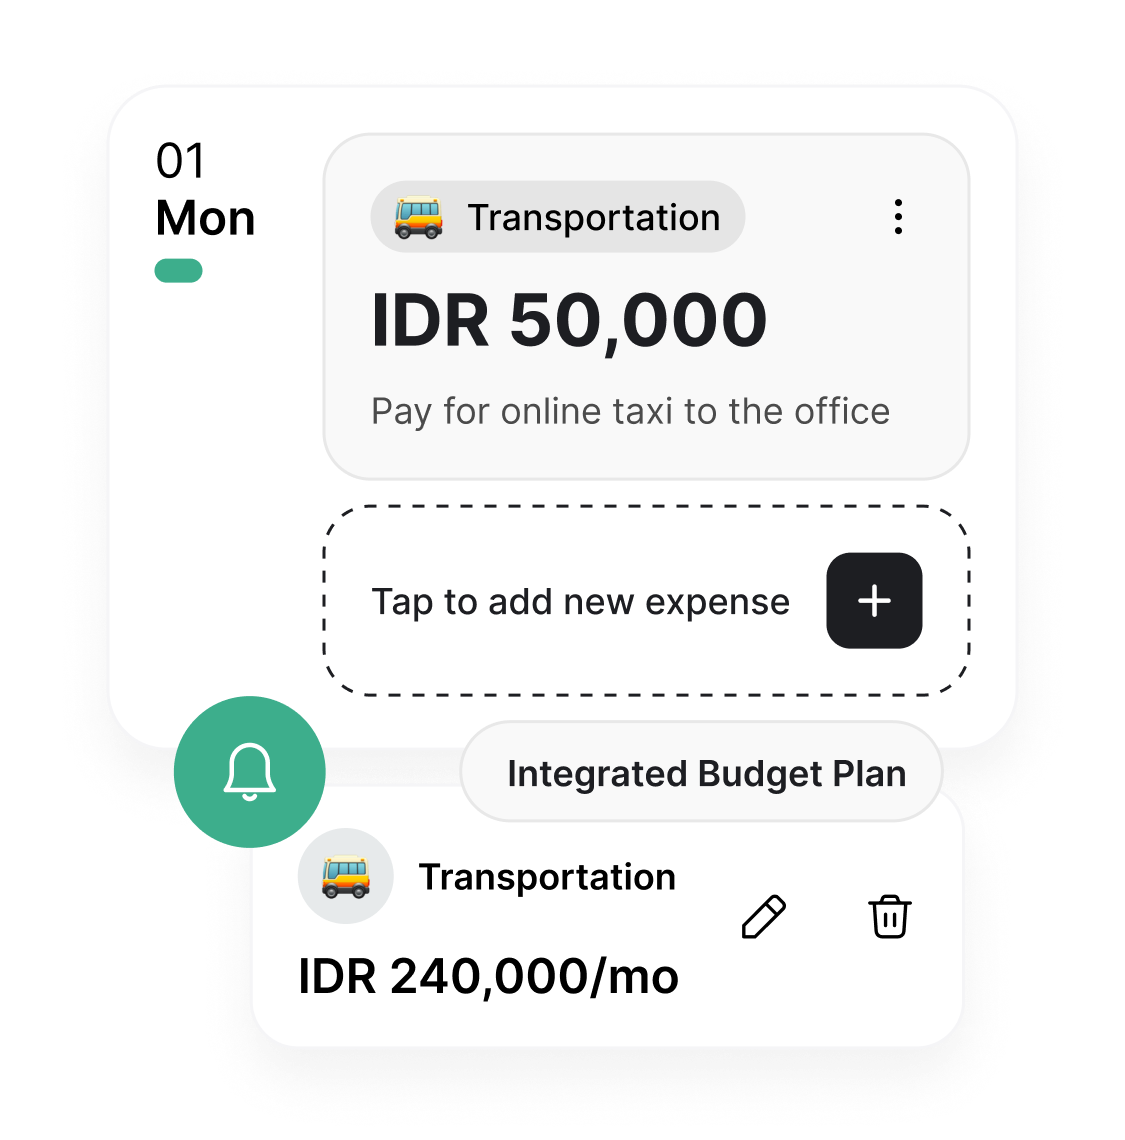 01
Mon
Transportation
IDR 50,000
Pay for online taxi to the office
Tap to add new expense
Integrated Budget Plan
Transportation
IDR 240,000/mo